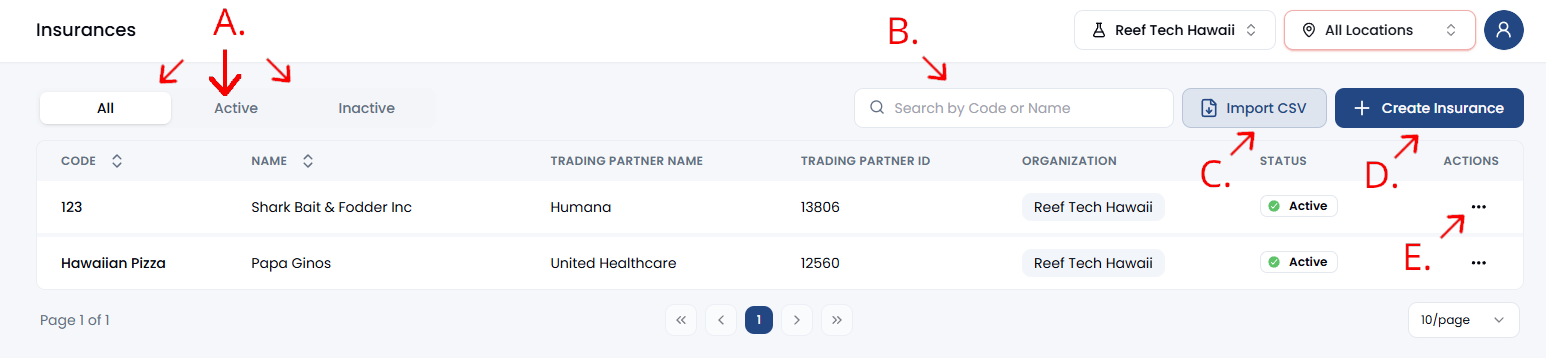 Insurances A. B. Reef Tech Hawaii All Locations
All Active Inactive Search by Code or Name Import CSV Create Insurance
CODE NAME TRADING PARTNER NAME TRADING PARTNER ID ORGANIZATION C. STATUS D. ACTIONS
123 Shark Bait & Fodder Inc Humana 13806 Reef Tech Hawaii Active ...
E.
Hawaiian Pizza Papa Ginos United Healthcare 12560 Reef Tech Hawaii Active ...
Page 1 of 1 « ‹ 1 › » 10/page